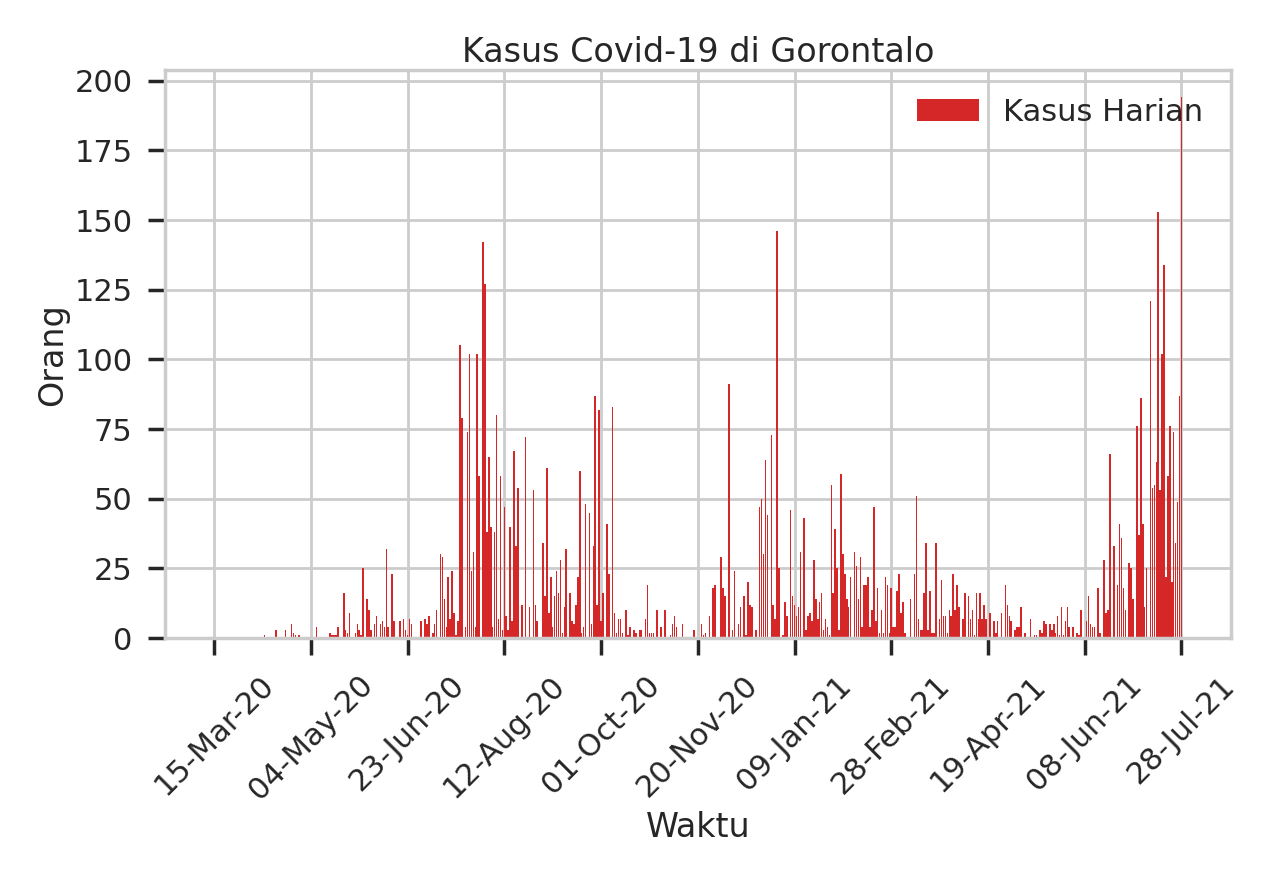 Kasus Covid-19 di Gorontalo
Kasus Harian
200
175
150
125
100
75
50
25
0
Orang
15-Mar-20
04-May-20
23-Jun-20
12-Aug-20
01-Oct-20
20-Nov-20
09-Jan-21
28-Feb-21
19-Apr-21
08-Jun-21
28-Jul-21
Waktu